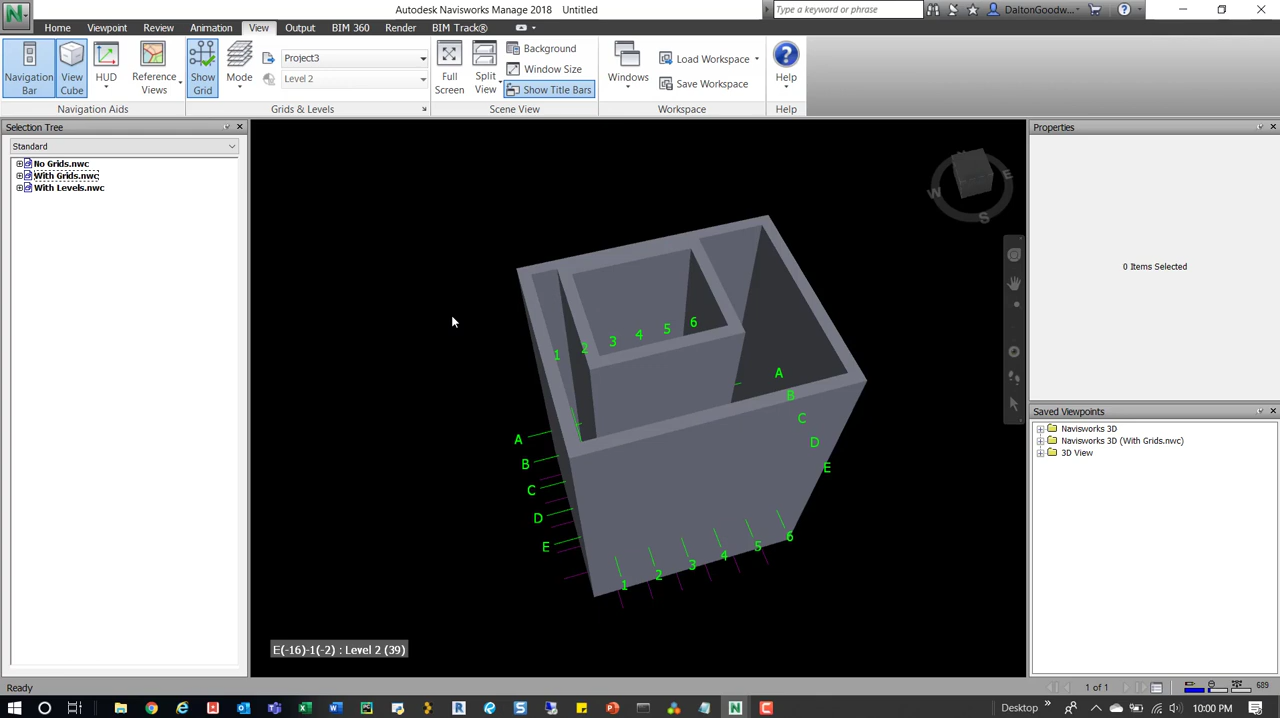 Autodesk Navisworks Manage 2018 Untitled
Type a keyword or phrase
DaltonGoodw...
Home Viewpoint Review Animation View Output BIM 360 Render BIM Track®
Navigation Bar
View Cube
HUD
Reference Views
Show Grid
Mode
Project3
Level 2
Full Screen
Split View
Background
Window Size
Show Title Bars
Windows
Load Workspace
Save Workspace
Help
Navigation Aids
Grids & Levels
Scene View
Workspace
Help
Selection Tree
Standard
No Grids.nwc
With Grids.nwc
With Levels.nwc
W E S
1 2 3 4 5 6
A
B
C
D
E
A
B
C
D
E
1 2 3 4 5 6
E(-16)-1(-2) : Level 2 (39)
Properties
0 Items Selected
Saved Viewpoints
Navisworks 3D
Navisworks 3D (With Grids.nwc)
3D View
Ready
1 of 1
689
Desktop
10:00 PM